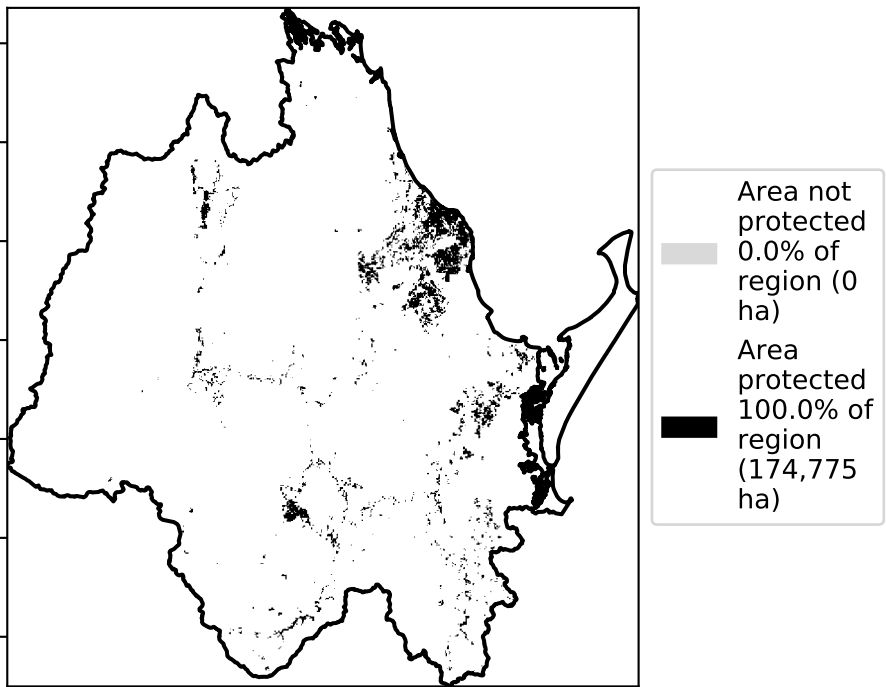 Area not
protected
0.0% of
region (0
ha)
Area
protected
100.0% of
region
(174,775
ha)